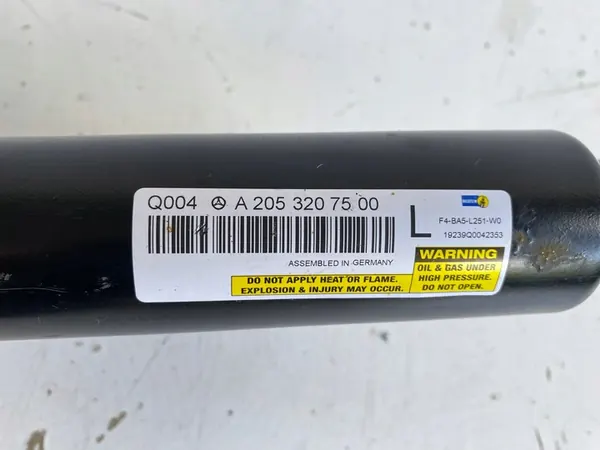 Q004 A 205 320 75 00
L
F4-BA5-L251-W0
19239Q0042353
ASSEMBLED IN GERMANY
DO NOT APPLY HEAT OR FLAME.
EXPLOSION & INJURY MAY OCCUR.
WARNING
OIL & GAS UNDER
HIGH PRESSURE.
DO NOT OPEN.